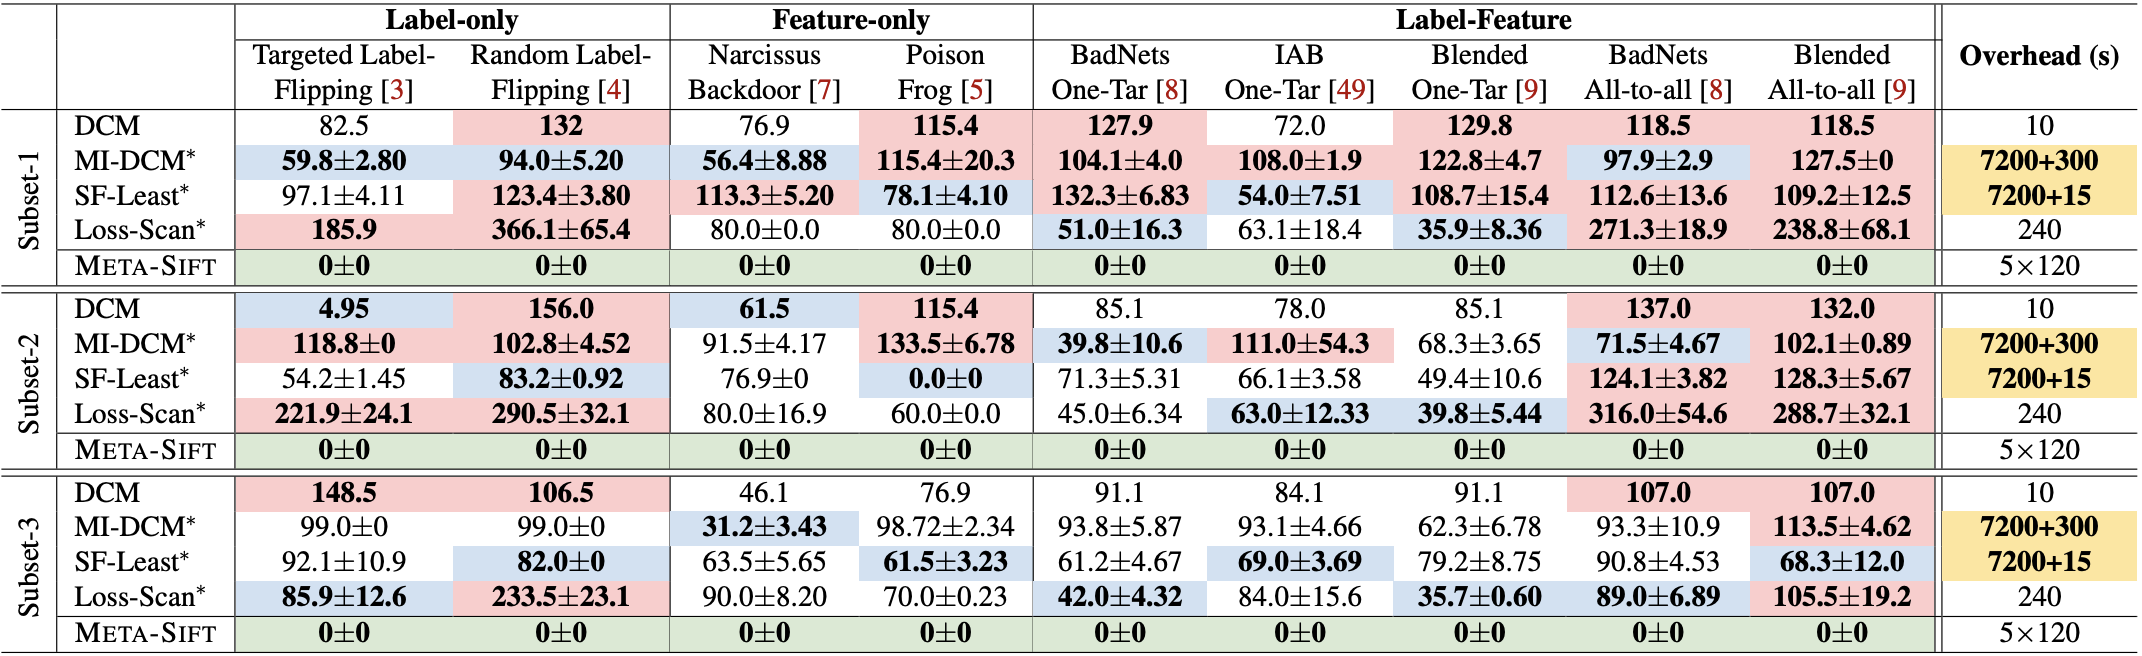 Label-only Feature-only Label-Feature Overhead (s)
Targeted Label-Flipping [3] Random Label-Flipping [4] Narcissus Backdoor [7] Poison Frog [5] BadNets One-Tar [8] IAB One-Tar [49] Blended One-Tar [9] BadNets All-to-all [8] Blended All-to-all [9]
Subset-1
DCM 82.5 132 76.9 115.4 127.9 72.0 129.8 118.5 118.5 10
MI-DCM* 59.8±2.80 94.0±5.20 56.4±8.88 115.4±20.3 104.1±4.0 108.0±1.9 122.8±4.7 97.9±2.9 127.5±0 7200+300
SF-Least* 97.1±4.11 123.4±3.80 113.3±5.20 78.1±4.10 132.3±6.83 54.0±7.51 108.7±15.4 112.6±13.6 109.2±12.5 7200+15
Loss-Scan* 185.9 366.1±65.4 80.0±0.0 80.0±0.0 51.0±16.3 63.1±18.4 35.9±8.36 271.3±18.9 238.8±68.1 240
META-SIFT 0±0 0±0 0±0 0±0 0±0 0±0 0±0 0±0 0±0 5×120
Subset-2
DCM 4.95 156.0 61.5 115.4 85.1 78.0 85.1 137.0 132.0 10
MI-DCM* 118.8±0 102.8±4.52 91.5±4.17 133.5±6.78 39.8±10.6 111.0±54.3 68.3±3.65 71.5±4.67 102.1±0.89 7200+300
SF-Least* 54.2±1.45 83.2±0.92 76.9±0 0.0±0 71.3±5.31 66.1±3.58 49.4±10.6 124.1±3.82 128.3±5.67 7200+15
Loss-Scan* 221.9±24.1 290.5±32.1 80.0±16.9 60.0±0.0 45.0±6.34 63.0±12.33 39.8±5.44 316.0±54.6 288.7±32.1 240
META-SIFT 0±0 0±0 0±0 0±0 0±0 0±0 0±0 0±0 0±0 5×120
Subset-3
DCM 148.5 106.5 46.1 76.9 91.1 84.1 91.1 107.0 107.0 10
MI-DCM* 99.0±0 99.0±0 31.2±3.43 98.72±2.34 93.8±5.87 93.1±4.66 62.3±6.78 93.3±10.9 113.5±4.62 7200+300
SF-Least* 92.1±10.9 82.0±0 63.5±5.65 61.5±3.23 61.2±4.67 69.0±3.69 79.2±8.75 90.8±4.53 68.3±12.0 7200+15
Loss-Scan* 85.9±12.6 233.5±23.1 90.0±8.20 70.0±0.23 42.0±4.32 84.0±15.6 35.7±0.60 89.0±6.89 105.5±19.2 240
META-SIFT 0±0 0±0 0±0 0±0 0±0 0±0 0±0 0±0 0±0 5×120